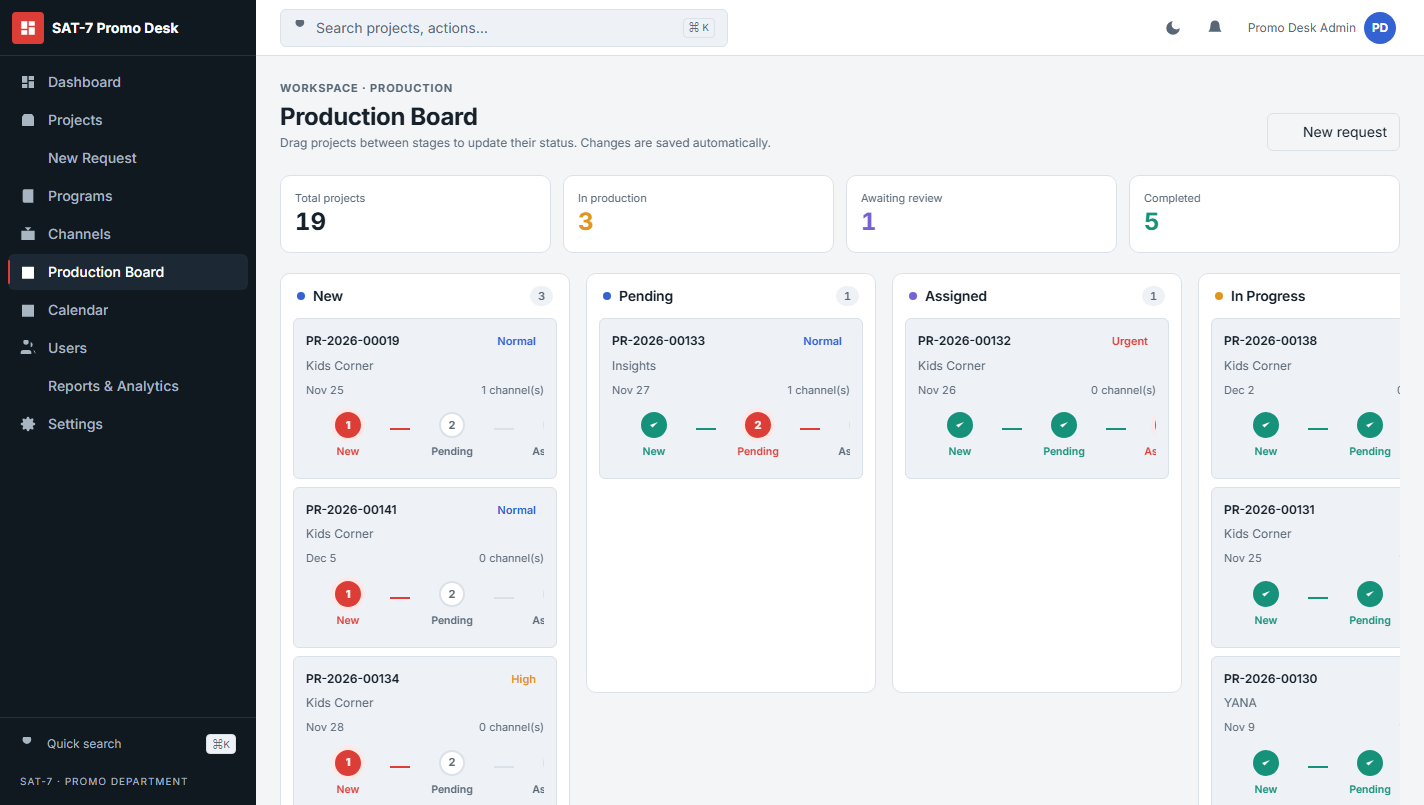 SAT-7 Promo Desk
Dashboard
Projects
New Request
Programs
Channels
Production Board
Calendar
Users
Reports & Analytics
Settings
Quick search ⌘K
SAT-7 · PROMO DEPARTMENT
Search projects, actions... ⌘ K
Promo Desk Admin PD
WORKSPACE · PRODUCTION
Production Board
Drag projects between stages to update their status. Changes are saved automatically.
New request
Total projects
19
In production
3
Awaiting review
1
Completed
5
New 3
PR-2026-00019 Normal
Kids Corner
Nov 25 1 channel(s)
1 2
New Pending As
PR-2026-00141 Normal
Kids Corner
Dec 5 0 channel(s)
1 2
New Pending As
PR-2026-00134 High
Kids Corner
Nov 28 0 channel(s)
1 2
New Pending As
Pending 1
PR-2026-00133 Normal
Insights
Nov 27 1 channel(s)
2
New Pending As
Assigned 1
PR-2026-00132 Urgent
Kids Corner
Nov 26 0 channel(s)
New Pending As
In Progress
PR-2026-00138
Kids Corner
Dec 2
New Pending
PR-2026-00131
Kids Corner
Nov 25
New Pending
PR-2026-00130
YANA
Nov 9
New Pending